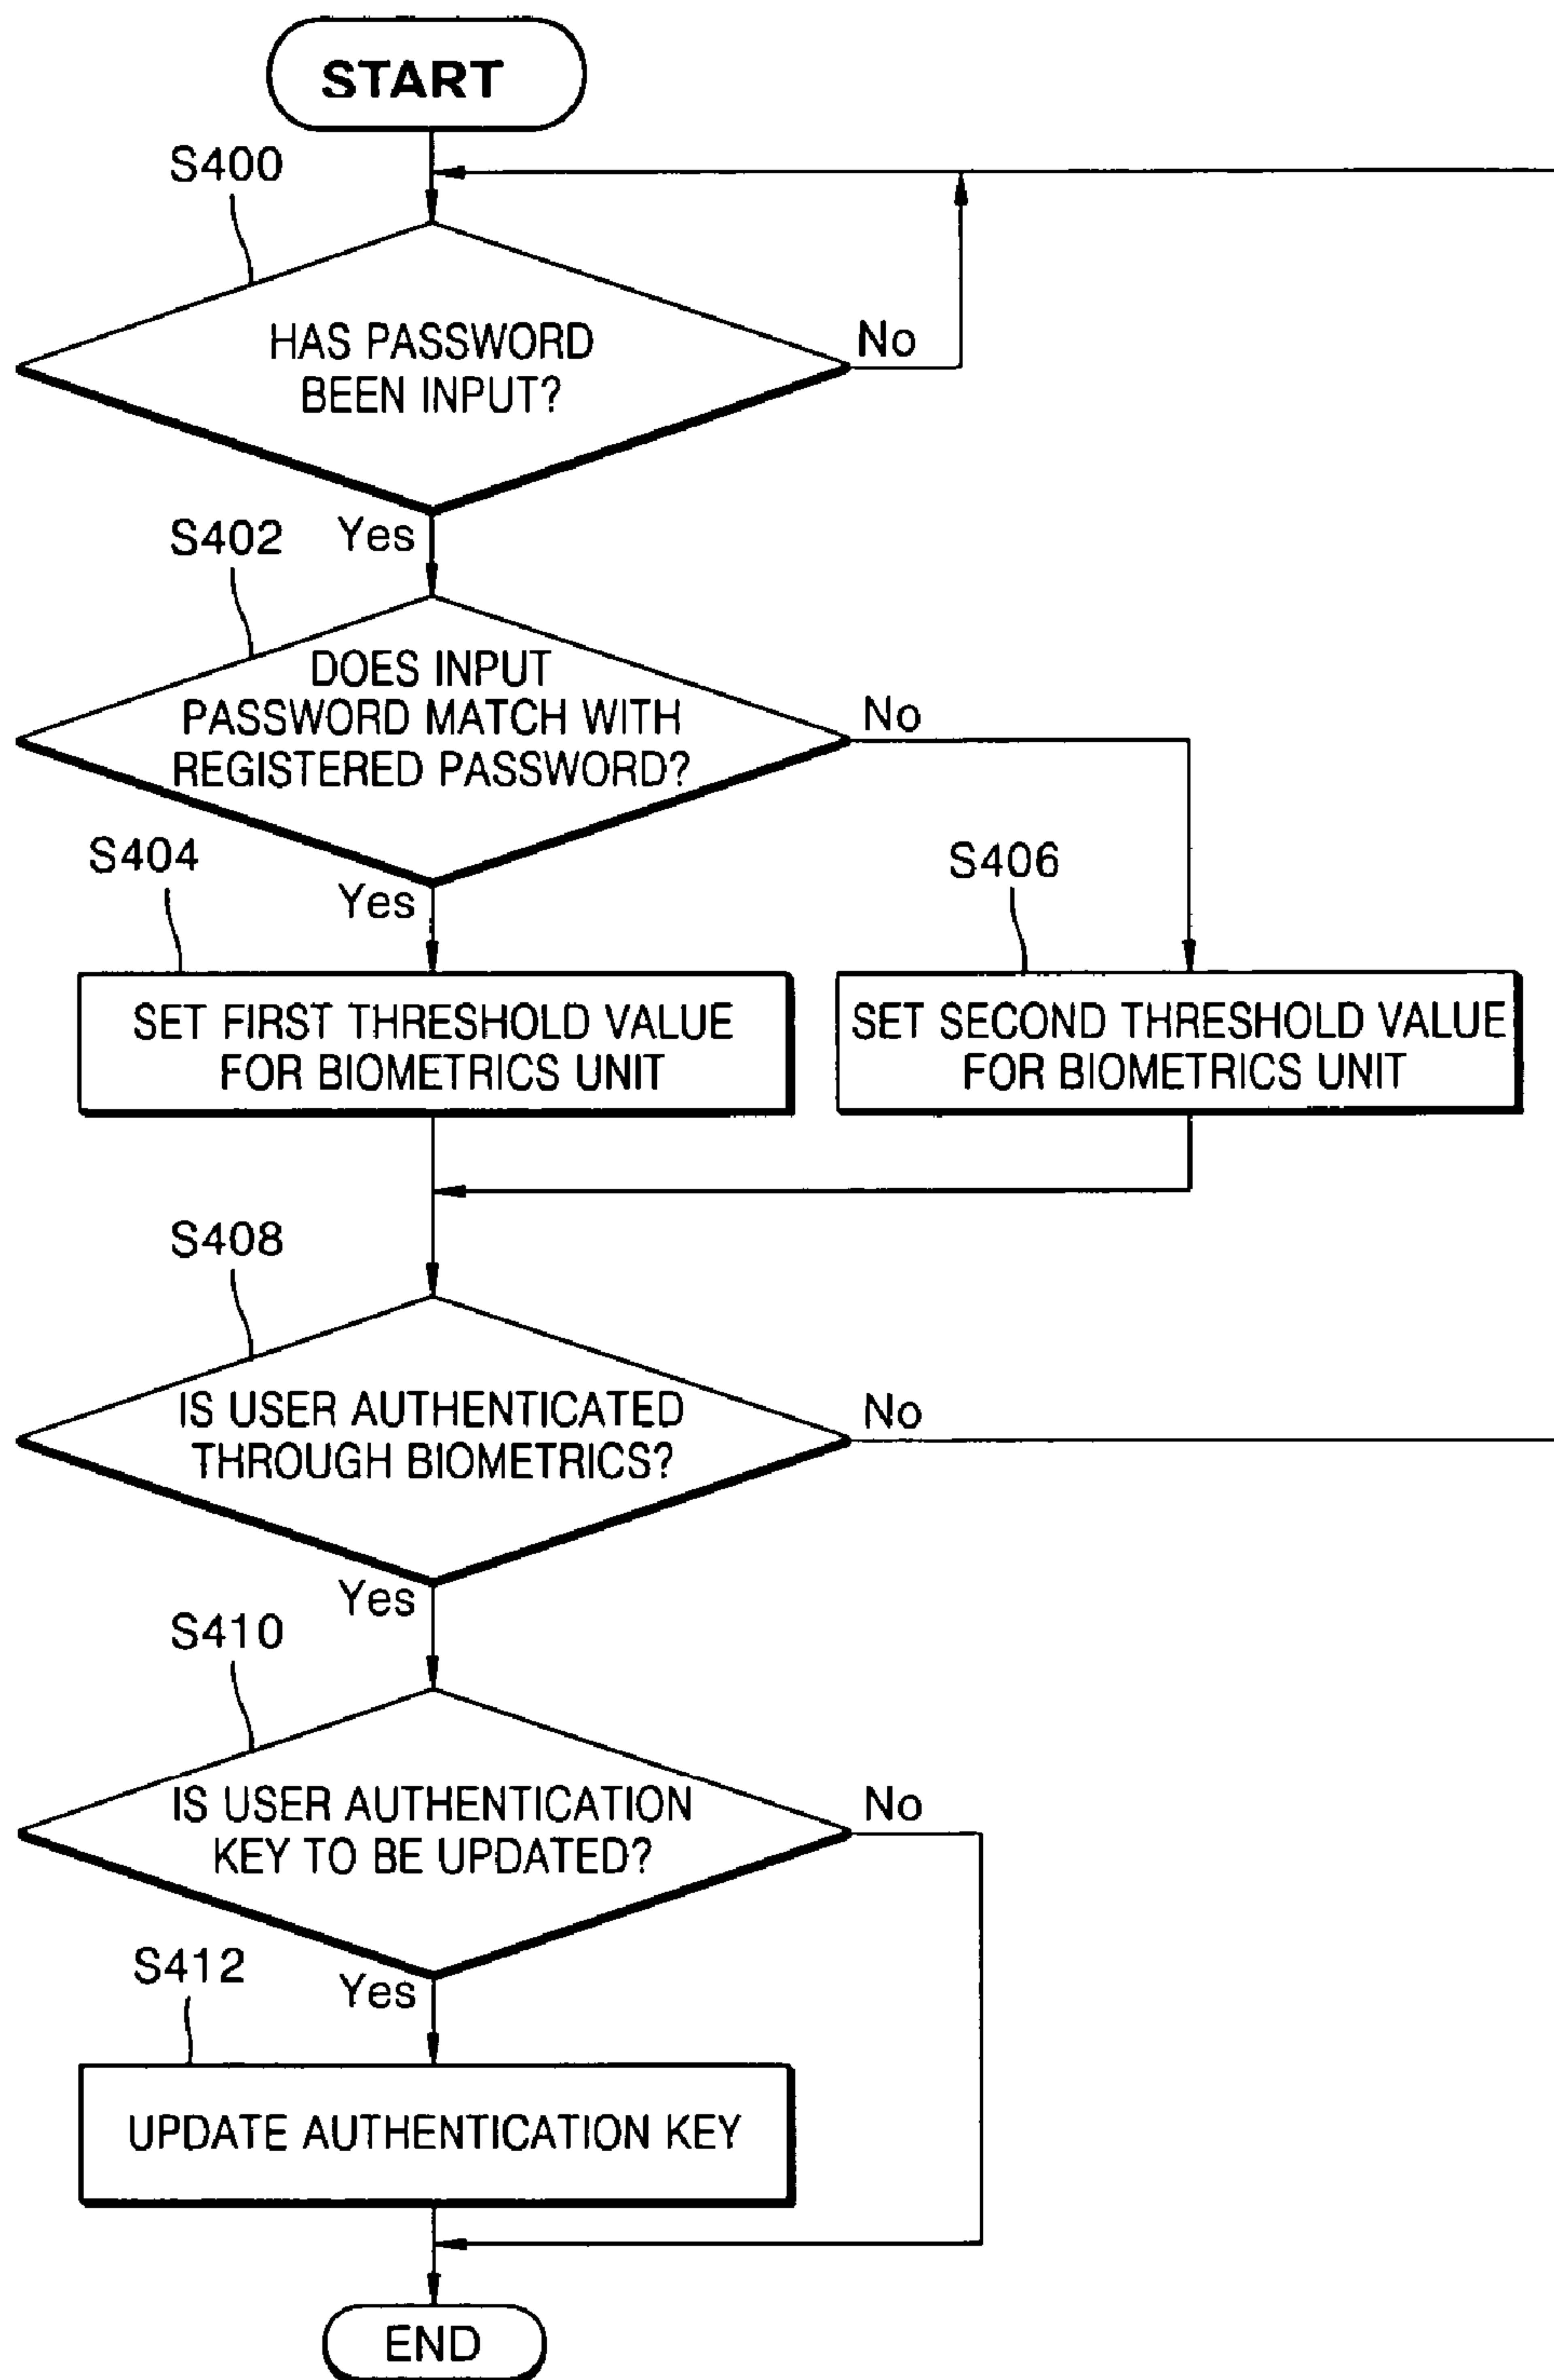 START
S400
HAS PASSWORD
BEEN INPUT?
No
Yes
S402
DOES INPUT
PASSWORD MATCH WITH
REGISTERED PASSWORD?
No
Yes
S404
SET FIRST THRESHOLD VALUE
FOR BIOMETRICS UNIT
S406
SET SECOND THRESHOLD VALUE
FOR BIOMETRICS UNIT
S408
IS USER AUTHENTICATED
THROUGH BIOMETRICS?
No
Yes
S410
IS USER AUTHENTICATION
KEY TO BE UPDATED?
No
Yes
S412
UPDATE AUTHENTICATION KEY
END